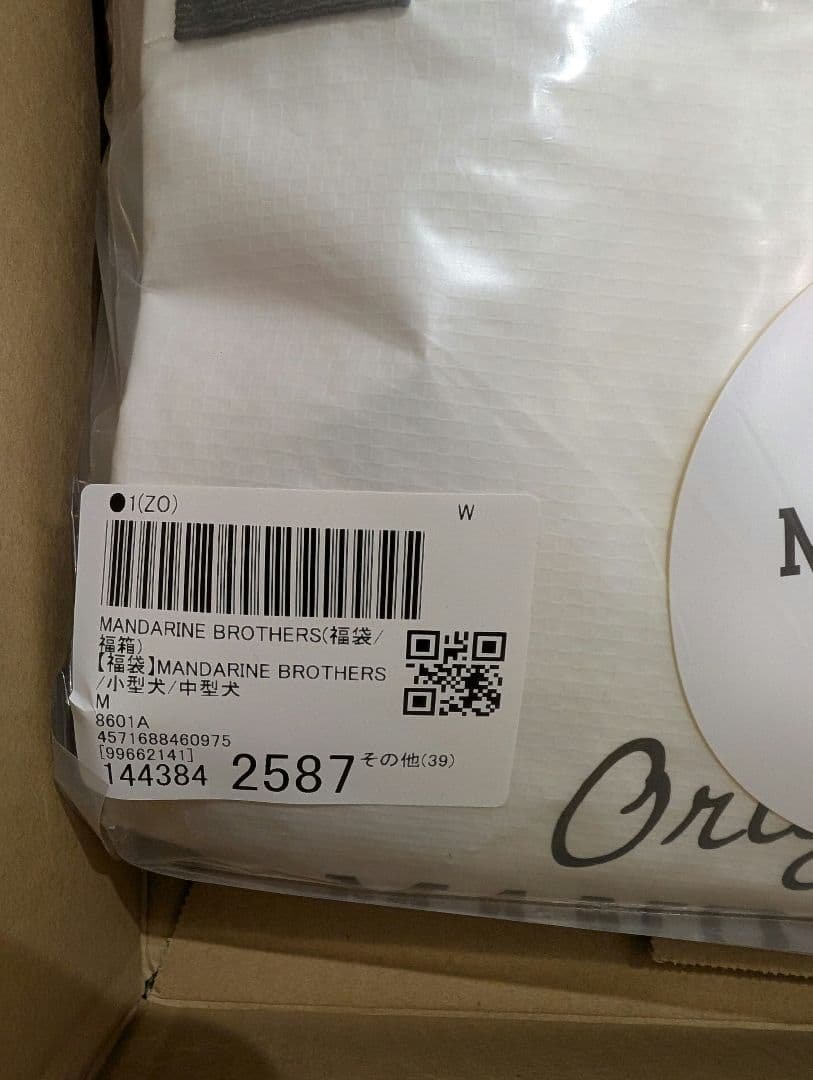 ●1(ZO)
W
MANDARINE BROTHERS(福袋/
福箱)
【福袋】MANDARINE BROTHERS
/小型犬/中型犬
M
8601A
4571688460975
[99662141]
144384 2587 その他(39)
M
Orig